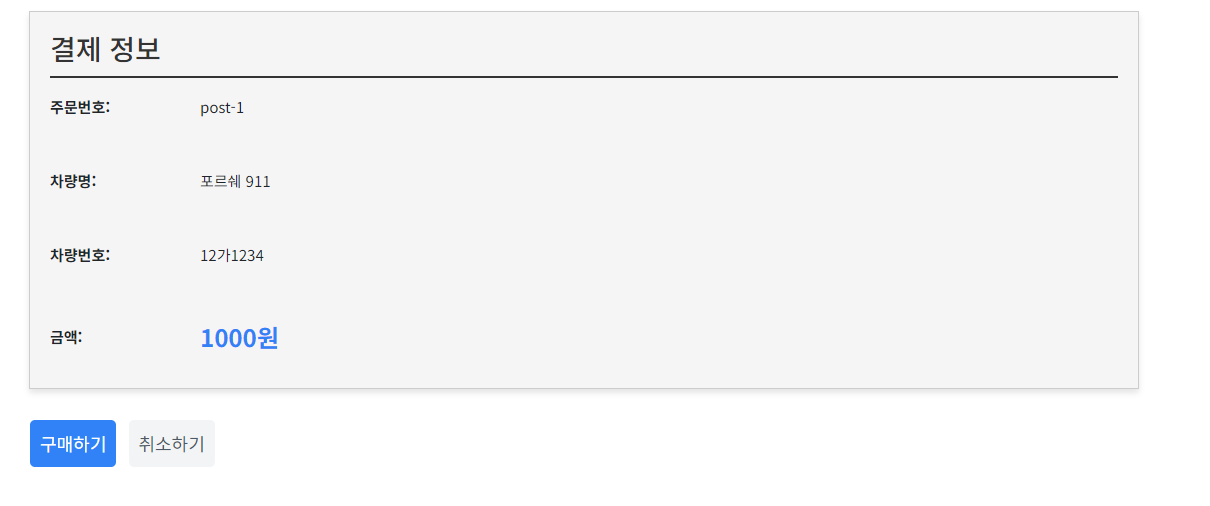 결제 정보
주문번호: post-1
차량명: 포르쉐 911
차량번호: 12가1234
금액: 1000원
구매하기 취소하기